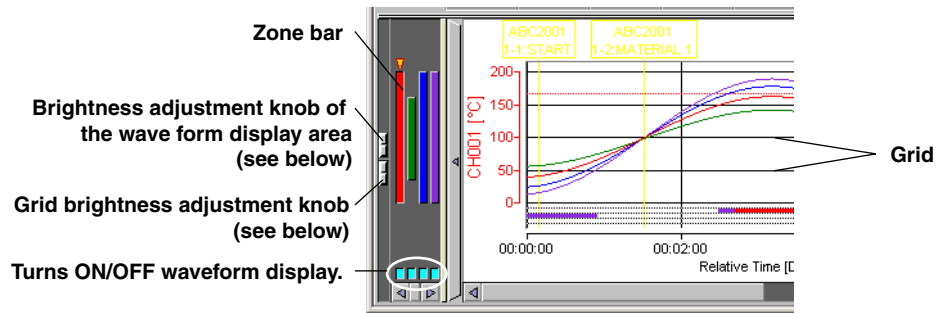 Zone bar
Brightness adjustment knob of
the wave form display area
(see below)
Grid brightness adjustment knob
(see below)
Turns ON/OFF waveform display.
ABC2001
1-1:START
ABC2001
1-2:MATERIAL 1
CH001 [°C]
200
150
100
50
0
00:00:00
00:02:00
Relative Time [D
Grid